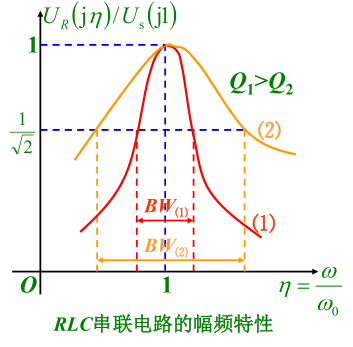 U_R(jη)/U_s(j1)
1
Q₁>Q₂
1/√2
(2)
BW₍₁₎
(1)
BW₍₂₎
O
1
η = ω/ω₀
RLC串联电路的幅频特性